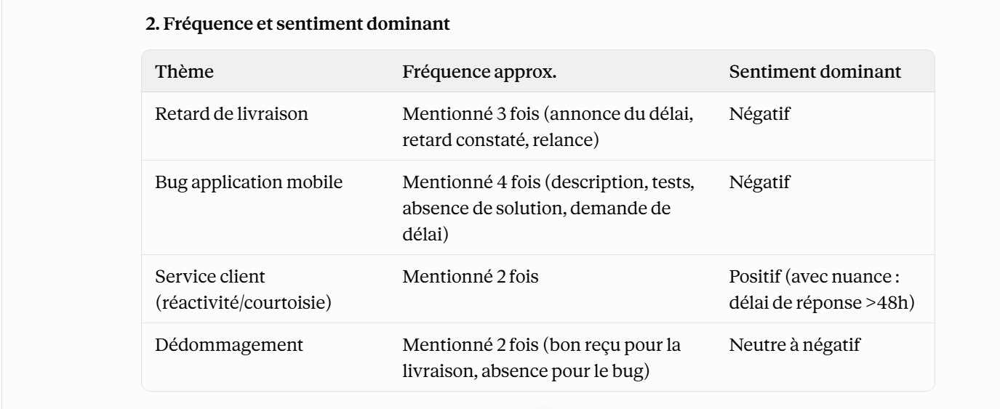 2. Fréquence et sentiment dominant
Thème Fréquence approx. Sentiment dominant
Retard de livraison Mentionné 3 fois (annonce du délai, Négatif
retard constaté, relance)
Bug application mobile Mentionné 4 fois (description, tests, Négatif
absence de solution, demande de
délai)
Service client Mentionné 2 fois Positif (avec nuance :
(réactivité/courtoisie) délai de réponse >48h)
Dédommagement Mentionné 2 fois (bon reçu pour la Neutre à négatif
livraison, absence pour le bug)